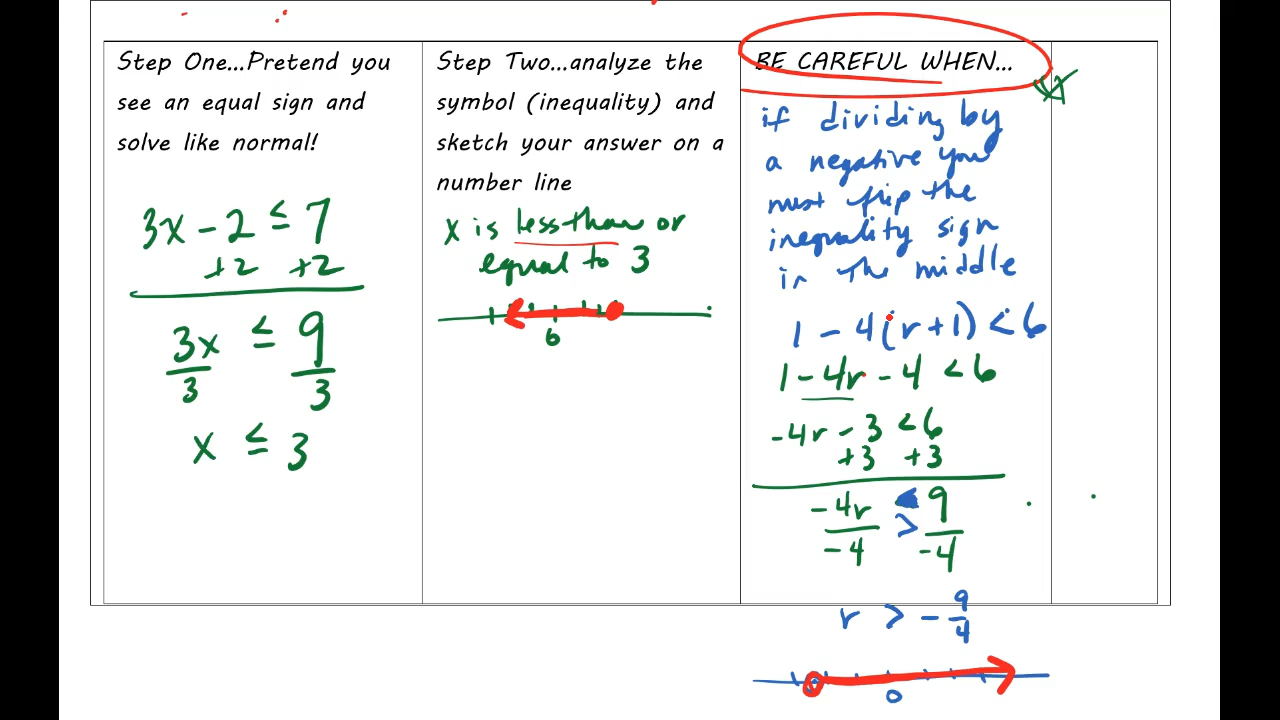 Step One...Pretend you
see an equal sign and
solve like normal!
3x - 2 ≤ 7
+2 +2
3x ≤ 9
3 3
x ≤ 3
Step Two...analyze the
symbol (inequality) and
sketch your answer on a
number line
x is less than or
equal to 3
0
BE CAREFUL WHEN...
if dividing by
a negative you
must flip the
inequality sign
in the middle
1 - 4(r+1) < 6
1 - 4r - 4 < 6
-4r - 3 < 6
+3 +3
-4r < 9
>
-4 -4
r > - 9/4
0